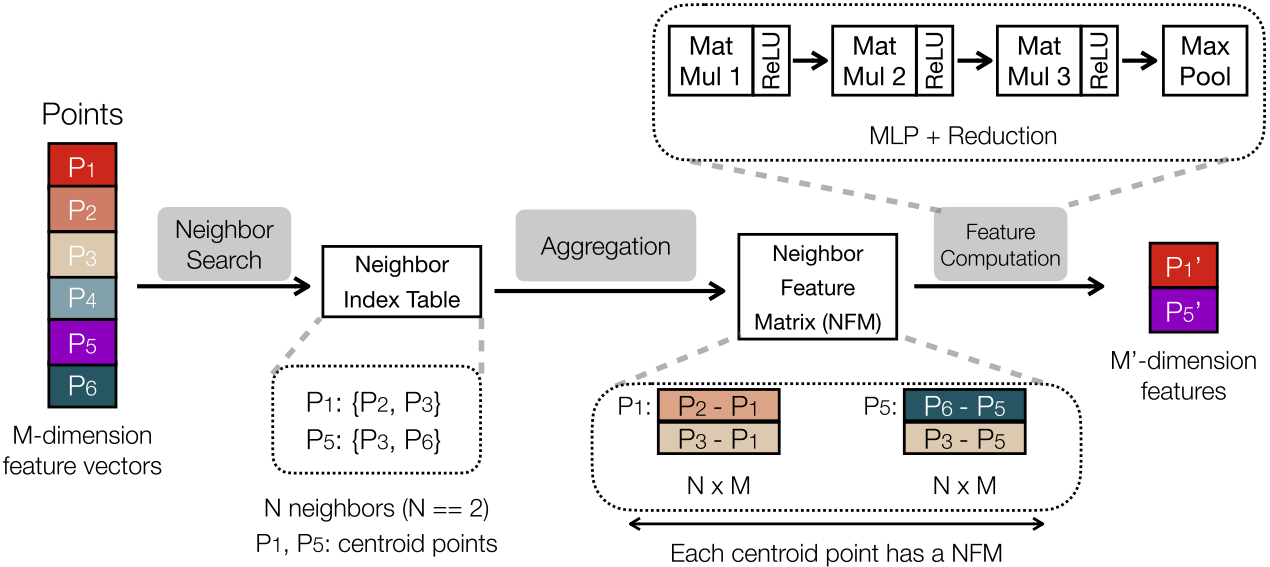 Points
P1
P2
P3
P4
P5
P6
M-dimension
feature vectors
Neighbor
Search
Neighbor
Index Table
P1: {P2, P3}
P5: {P3, P6}
N neighbors (N == 2)
P1, P5: centroid points
Aggregation
Neighbor
Feature
Matrix (NFM)
P1:
P2 - P1
P3 - P1
N x M
P5:
P6 - P5
P3 - P5
N x M
Each centroid point has a NFM
Mat
Mul 1
ReLU
Mat
Mul 2
ReLU
Mat
Mul 3
ReLU
Max
Pool
MLP + Reduction
Feature
Computation
P1’
P5’
M’-dimension
features